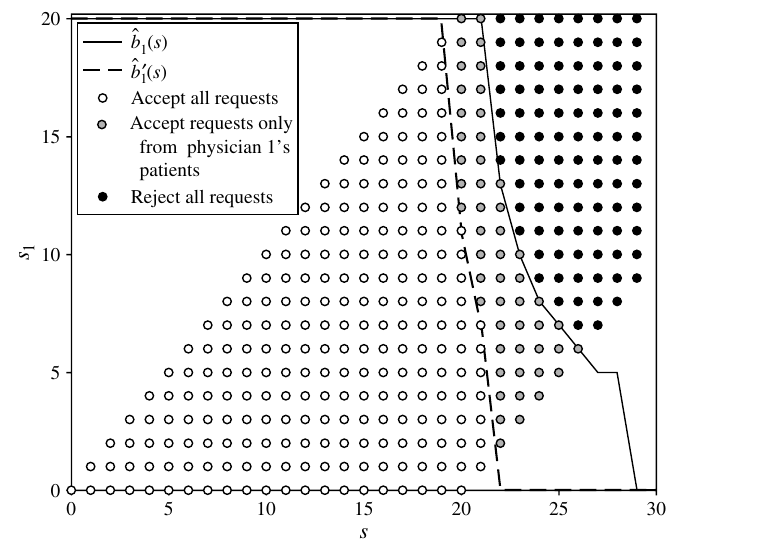 20
15
10
5
0
s₁
b̂₁(s)
b̂₁′(s)
Accept all requests
Accept requests only
from physician 1's
patients
Reject all requests
0 5 10 15 20 25 30
s